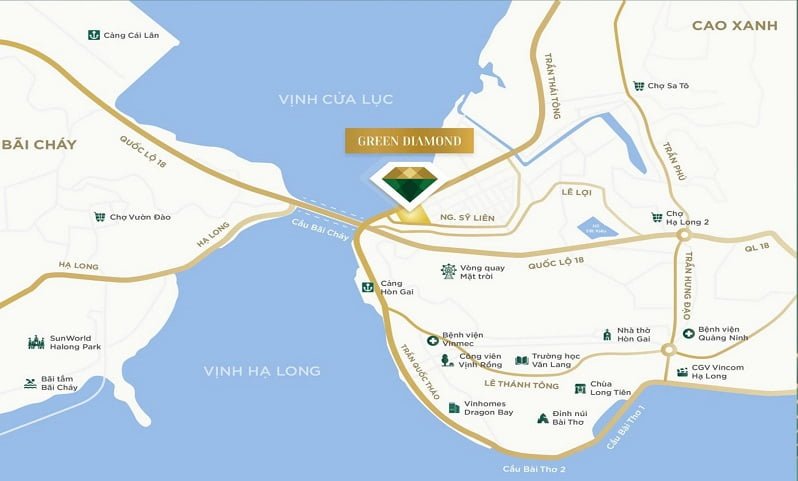 CAO XANH
Cảng Cái Lân
TRẦN THÁI TÔNG
VỊNH CỬA LỤC
Chợ Sa Tô
BÃI CHÁY
QUỐC LỘ 18
GREEN DIAMOND
TRẦN PHÚ
LÊ LỢI
Chợ Vườn Đào
HẠ LONG
Cầu Bãi Cháy
NG. SỸ LIÊN
Chợ
Hạ Long 2
QL 18
HẠ LONG
Vòng quay
Mặt trời
QUỐC LỘ 18
TRẦN HƯNG ĐẠO
Cảng
Hòn Gai
SunWorld
Halong Park
Bệnh viện
Vinmec
Nhà thờ
Hòn Gai
Bệnh viện
Quảng Ninh
TRẦN QUỐC THẢO
Công viên
Vịnh Rồng
Trường học
Văn Lang
VỊNH HẠ LONG
CGV Vincom
Hạ Long
Bãi tắm
Bãi Cháy
LÊ THÁNH TÔNG
Chùa
Long Tiên
Vinhomes
Dragon Bay
Đỉnh núi
Bài Thơ
Cầu Bài Thơ 1
Cầu Bài Thơ 2